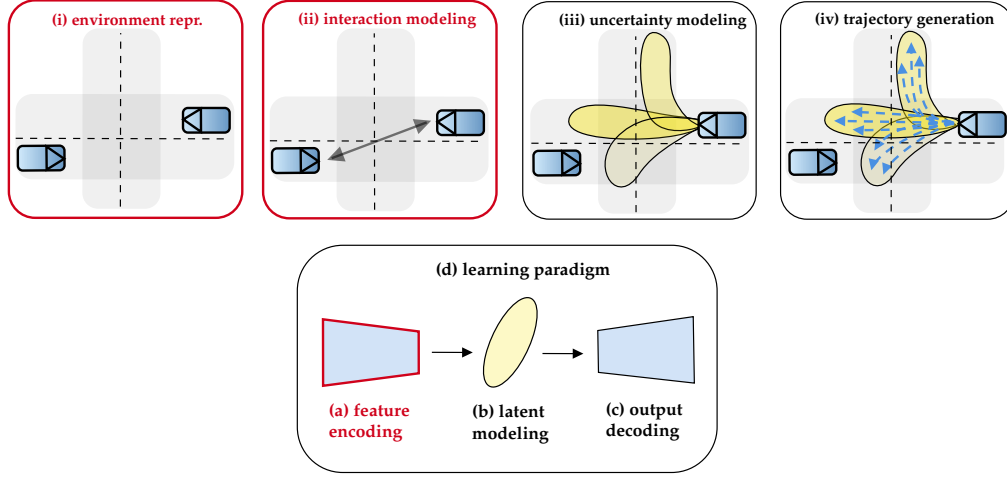 (i) environment repr.
(ii) interaction modeling
(iii) uncertainty modeling
(iv) trajectory generation
(d) learning paradigm
(a) feature
encoding
(b) latent
modeling
(c) output
decoding